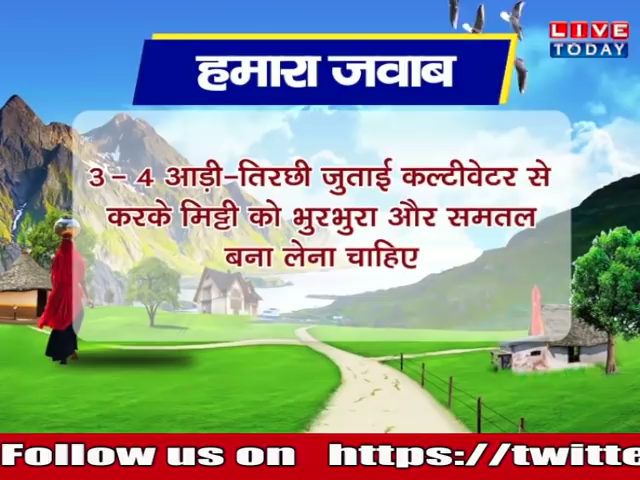 LIVE
TODAY
हमारा जवाब
3 - 4 आड़ी-तिरछी जुताई कल्टीवेटर से
करके मिट्टी को भुरभुरा और समतल
बना लेना चाहिए
Follow us on https://twitte